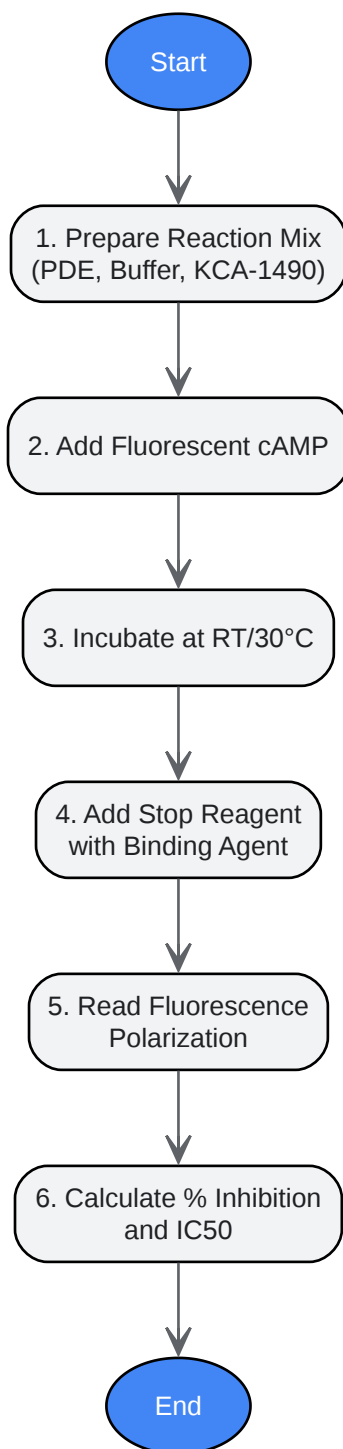 Start
1. Prepare Reaction Mix
(PDE, Buffer, KCA-1490)
2. Add Fluorescent cAMP
3. Incubate at RT/30°C
4. Add Stop Reagent
with Binding Agent
5. Read Fluorescence
Polarization
6. Calculate % Inhibition
and IC50
End